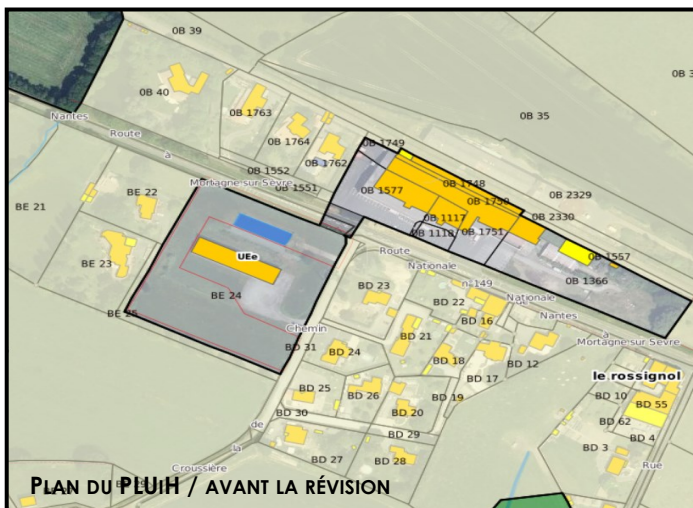 0B 39
0B 3
0B 40
0B 1763
0B 35
Nantes
Route
à
Mortagne sur Sèvre
0B 1764
0B 1749
0B 1762
0B 1552
0B 1551
0B 1577
0B 1748
0B 1750
0B 2329
0B 2330
0B 1117
0B 1118
0B 1751
0B 1557
0B 1366
BE 21
BE 22
BE 23
UEe
BE 24
BE 25
Route
Nationale
n°149
Nationale
de
Nantes
à
Mortagne sur Sèvre
BD 23
BD 22
BD 16
Chemin
BD 31
BD 24
BD 21
BD 18
BD 12
BD 17
le rossignol
BD 10
BD 55
BD 62
BD 4
BD 3
Rue
BD 25
BD 26
BD 20
BD 19
BD 30
BD 29
de
la
Croussière
BD 27
BD 28
PLAN DU PLUIH / AVANT LA RÉVISION